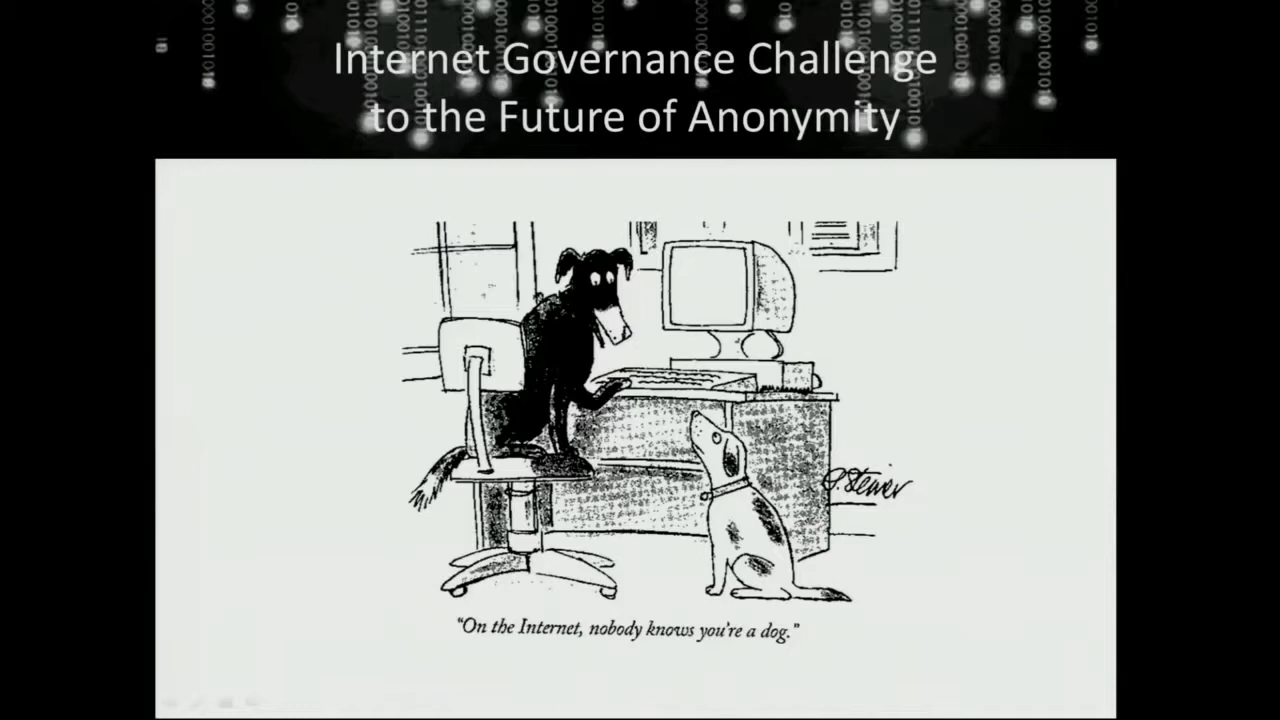 Internet Governance Challenge
to the Future of Anonymity
P. Steiner
"On the Internet, nobody knows you're a dog."